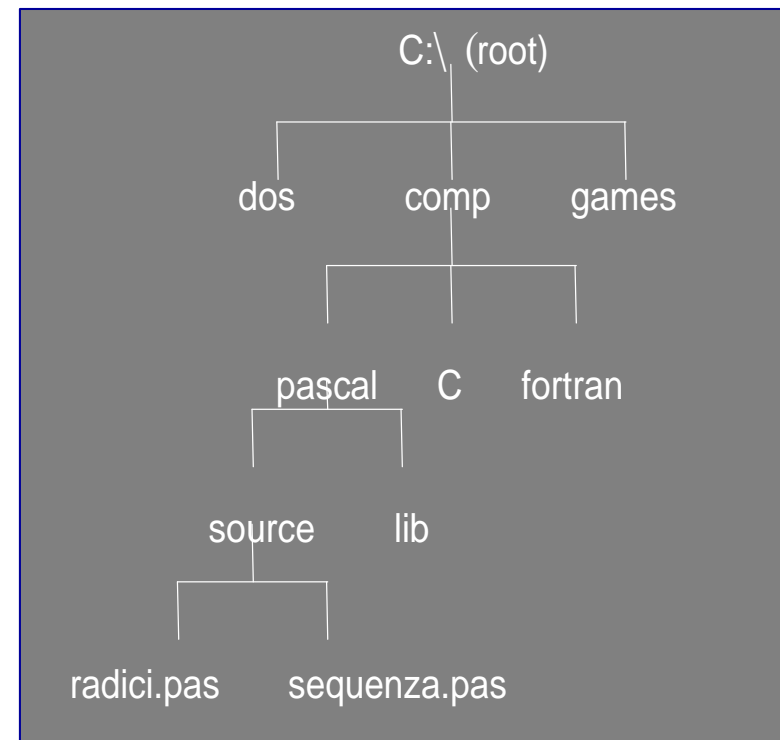 C:\ (root)
dos comp games
pascal C fortran
source lib
radici.pas sequenza.pas